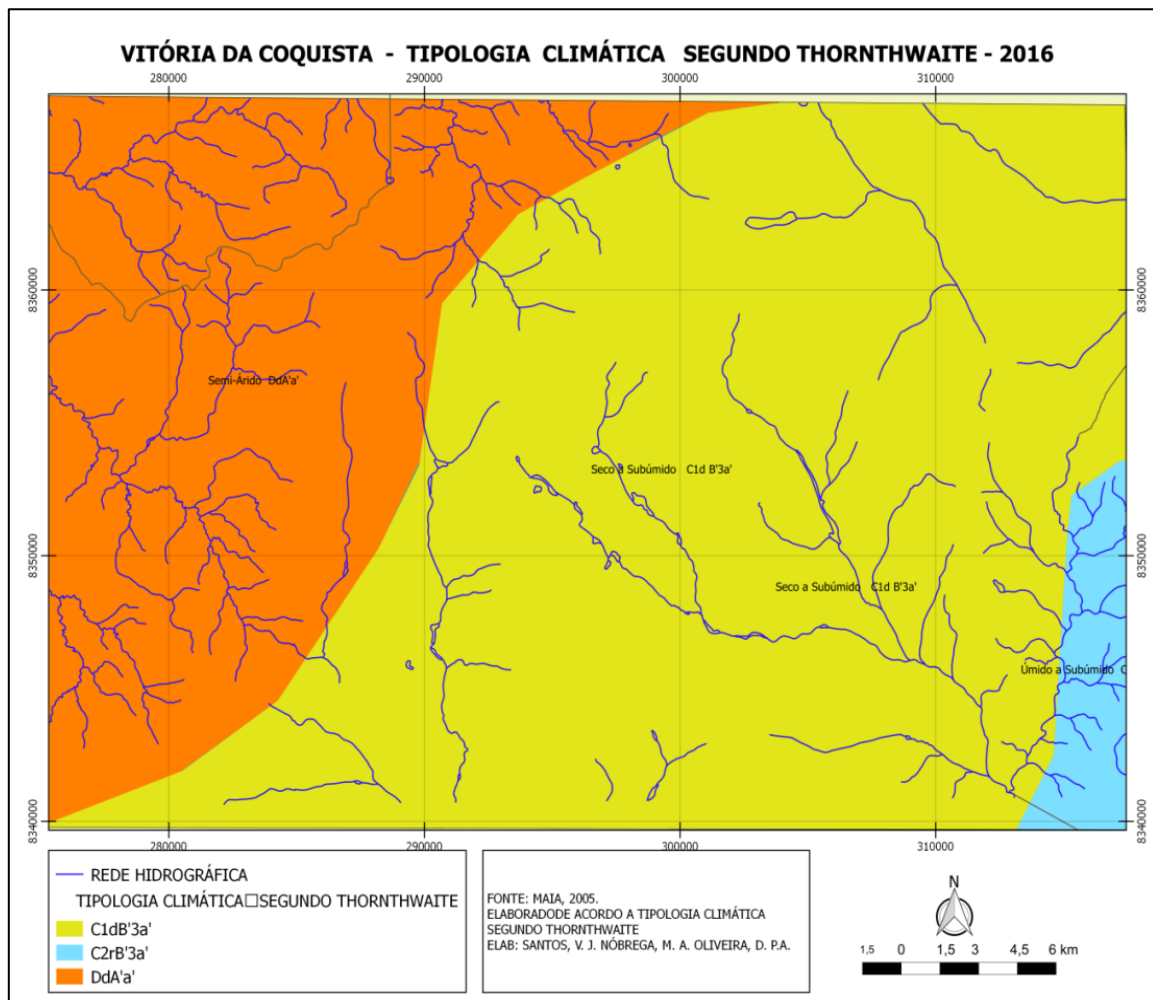 VITÓRIA DA COQUISTA - TIPOLOGIA CLIMÁTICA SEGUNDO THORNTHWAITE - 2016
280000 290000 300000 310000
8360000 8360000
Semi-Árido DdA'a'
Seco a Subúmido C1d B'3a'
8350000 8350000
Seco a Subúmido C1d B'3a'
Úmido a Subúmido C
8340000 8340000
280000 290000 300000 310000
REDE HIDROGRÁFICA
TIPOLOGIA CLIMÁTICA□SEGUNDO THORNTHWAITE
C1dB'3a'
C2rB'3a'
DdA'a'
FONTE: MAIA, 2005.
ELABORADODE ACORDO A TIPOLOGIA CLIMÁTICA
SEGUNDO THORNTHWAITE
ELAB: SANTOS, V. J. NÓBREGA, M. A. OLIVEIRA, D. P.A.
N
1,5 0 1,5 3 4,5 6 km